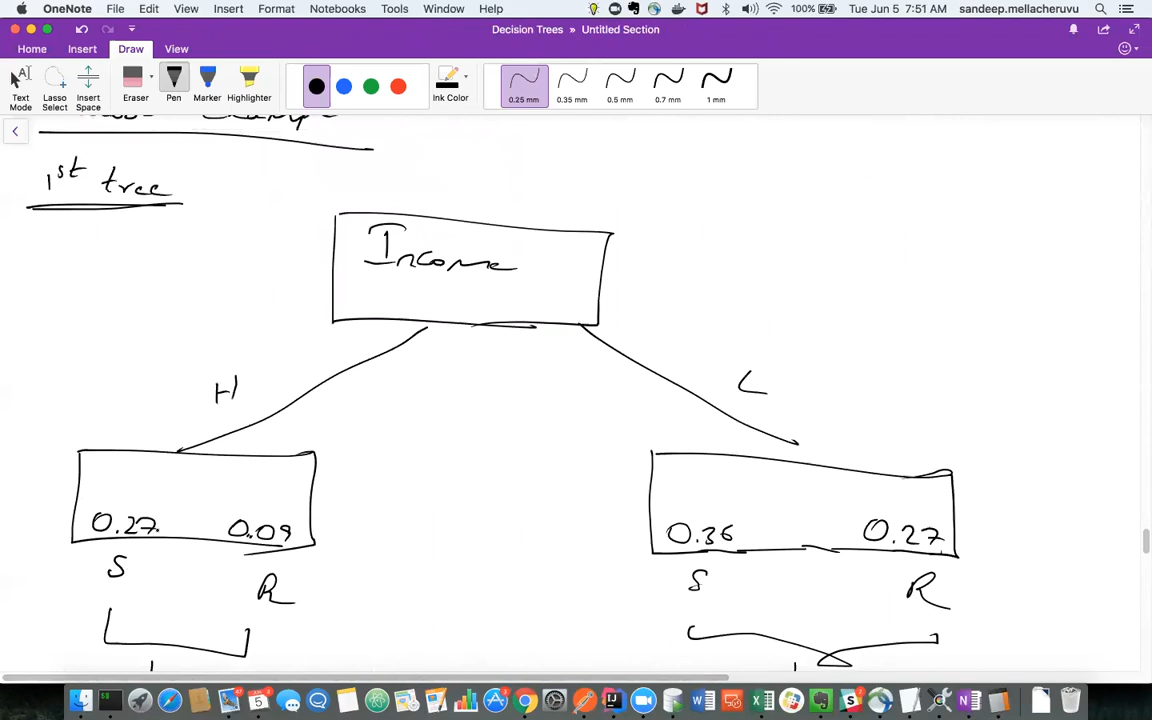 OneNote File Edit View Insert Format Notebooks Tools Window Help 100% Tue Jun 5 7:51 AM sandeep.mellacheruvu
Decision Trees » Untitled Section
Home Insert Draw View
Text Mode Lasso Select Insert Space Eraser Pen Marker Highlighter Ink Color 0.25 mm 0.35 mm 0.5 mm 0.7 mm 1 mm
1st tree
Income
H L
0.27 0.09 0.36 0.27
S R S R